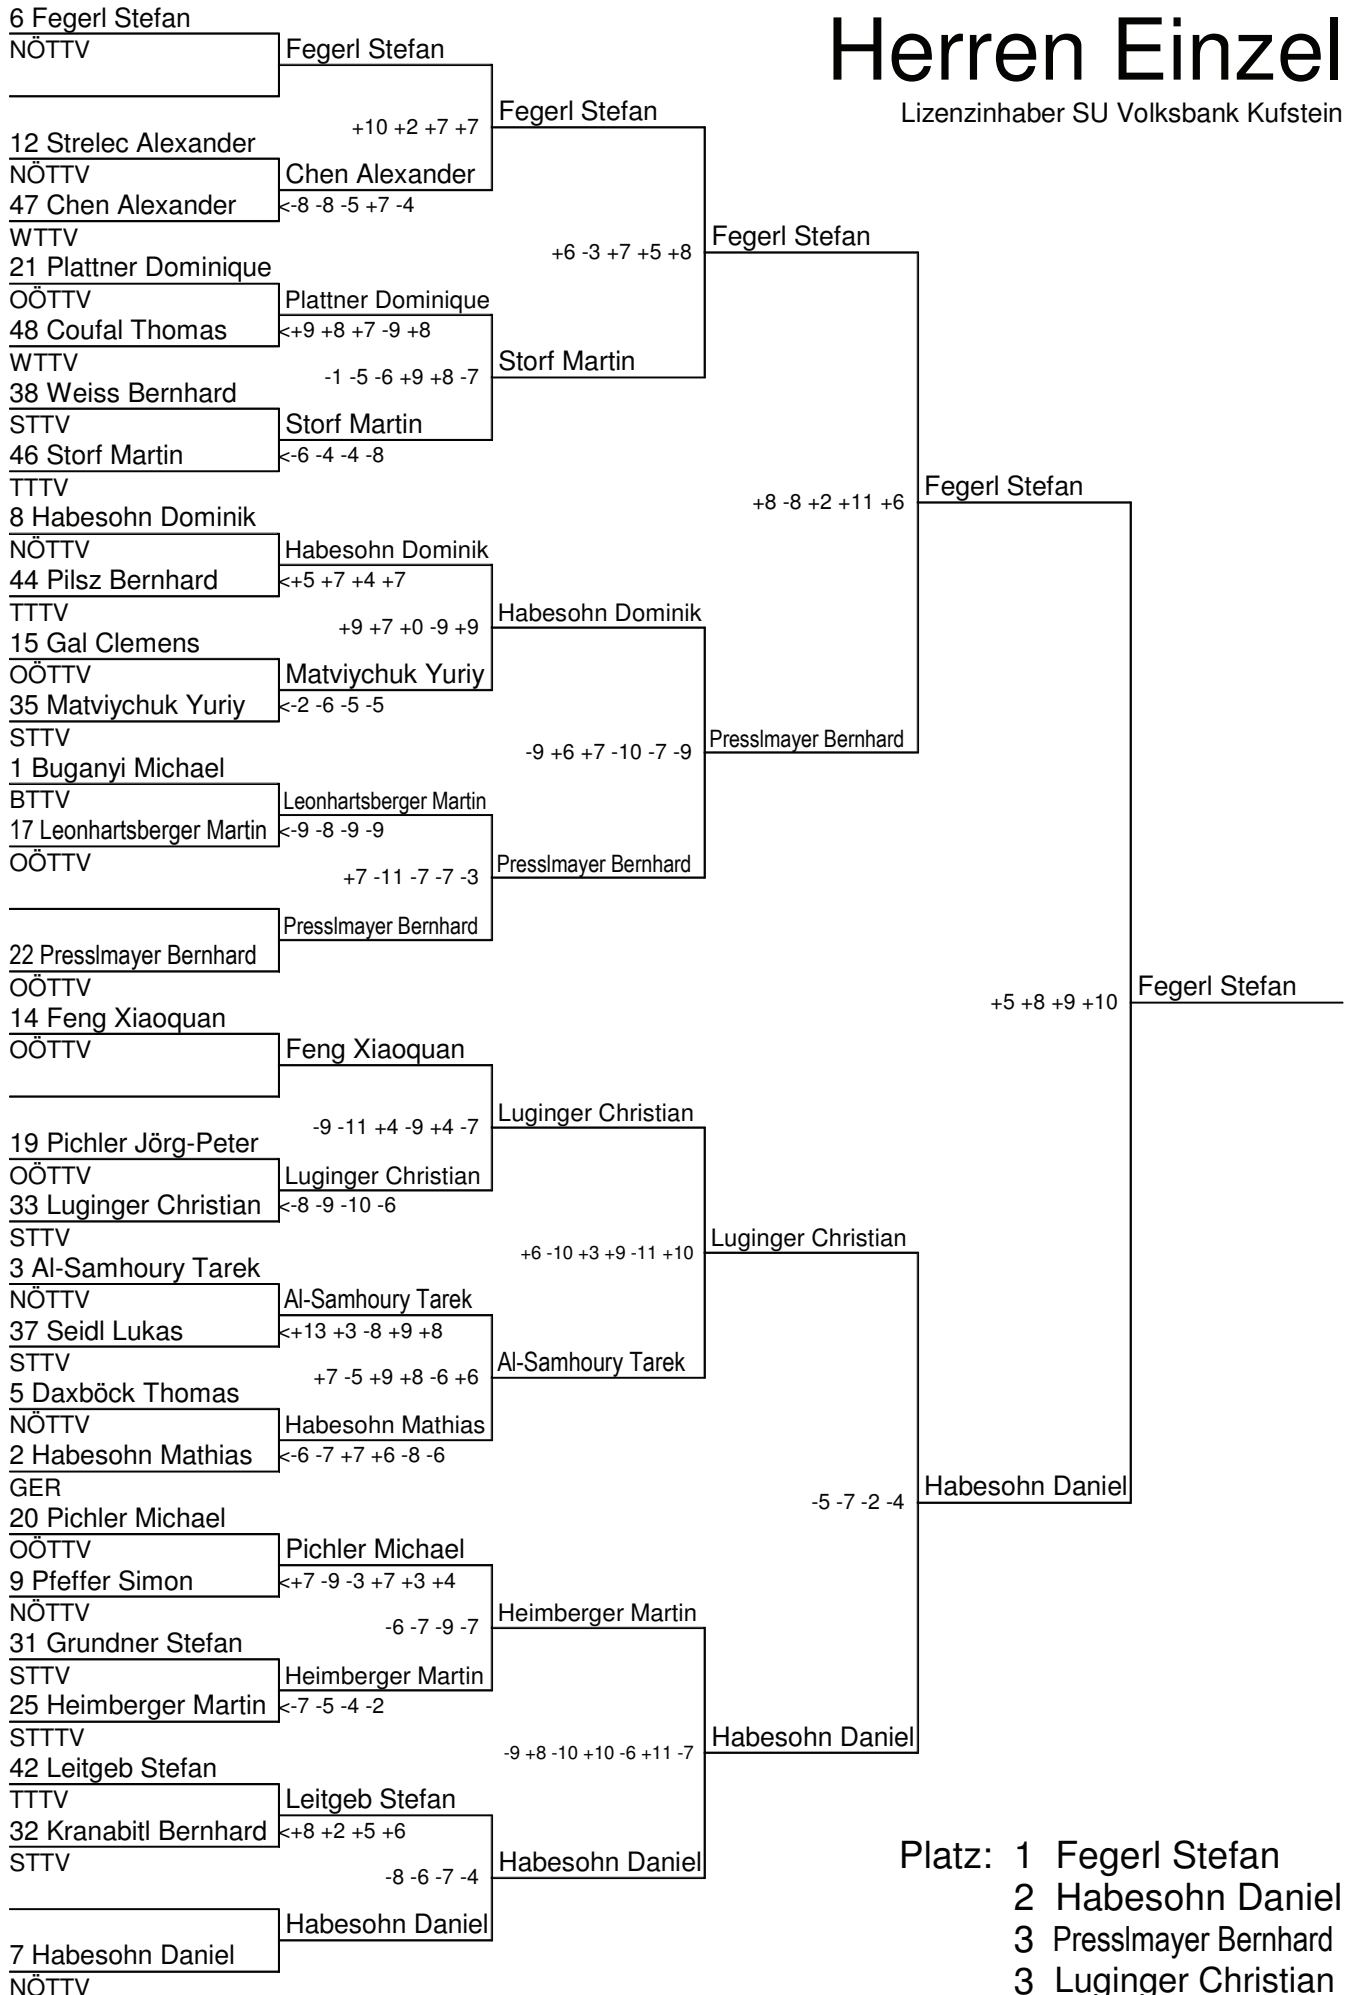 Herren Einzel
Lizenzinhaber SU Volksbank Kufstein
6 Fegerl Stefan
NÖTTV
12 Strelec Alexander
NÖTTV
47 Chen Alexander
WTTV
21 Plattner Dominique
OÖTTV
48 Coufal Thomas
WTTV
38 Weiss Bernhard
STTV
46 Storf Martin
TTTV
8 Habesohn Dominik
NÖTTV
44 Pilsz Bernhard
TTTV
15 Gal Clemens
OÖTTV
35 Matviychuk Yuriy
STTV
1 Buganyi Michael
BTTV
17 Leonhartsberger Martin
OÖTTV
22 Presslmayer Bernhard
OÖTTV
14 Feng Xiaoquan
OÖTTV
19 Pichler Jörg-Peter
OÖTTV
33 Luginger Christian
STTV
3 Al-Samhoury Tarek
NÖTTV
37 Seidl Lukas
STTV
5 Daxböck Thomas
NÖTTV
2 Habesohn Mathias
GER
20 Pichler Michael
OÖTTV
9 Pfeffer Simon
NÖTTV
31 Grundner Stefan
STTV
25 Heimberger Martin
STTTV
42 Leitgeb Stefan
TTTV
32 Kranabitl Bernhard
STTV
7 Habesohn Daniel
NÖTTV
Fegerl Stefan
+10 +2 +7 +7
Chen Alexander
<-8 -8 -5 +7 -4
Plattner Dominique
<+9 +8 +7 -9 +8
-1 -5 -6 +9 +8 -7
Storf Martin
<-6 -4 -4 -8
Habesohn Dominik
<+5 +7 +4 +7
+9 +7 +0 -9 +9
Matviychuk Yuriy
<-2 -6 -5 -5
Leonhartsberger Martin
<-9 -8 -9 -9
+7 -11 -7 -7 -3
Presslmayer Bernhard
Feng Xiaoquan
-9 -11 +4 -9 +4 -7
Luginger Christian
<-8 -9 -10 -6
Al-Samhoury Tarek
<+13 +3 -8 +9 +8
+7 -5 +9 +8 -6 +6
Habesohn Mathias
<-6 -7 +7 +6 -8 -6
Pichler Michael
<+7 -9 -3 +7 +3 +4
-6 -7 -9 -7
Heimberger Martin
<-7 -5 -4 -2
Leitgeb Stefan
<+8 +2 +5 +6
-8 -6 -7 -4
Habesohn Daniel
Fegerl Stefan
+6 -3 +7 +5 +8
Storf Martin
Habesohn Dominik
-9 +6 +7 -10 -7 -9
Presslmayer Bernhard
Luginger Christian
+6 -10 +3 +9 -11 +10
Al-Samhoury Tarek
Heimberger Martin
-9 +8 -10 +10 -6 +11 -7
Habesohn Daniel
Fegerl Stefan
+8 -8 +2 +11 +6
Presslmayer Bernhard
Luginger Christian
-5 -7 -2 -4
Habesohn Daniel
Fegerl Stefan
+5 +8 +9 +10
Habesohn Daniel
Fegerl Stefan
Platz: 1 Fegerl Stefan
2 Habesohn Daniel
3 Presslmayer Bernhard
3 Luginger Christian